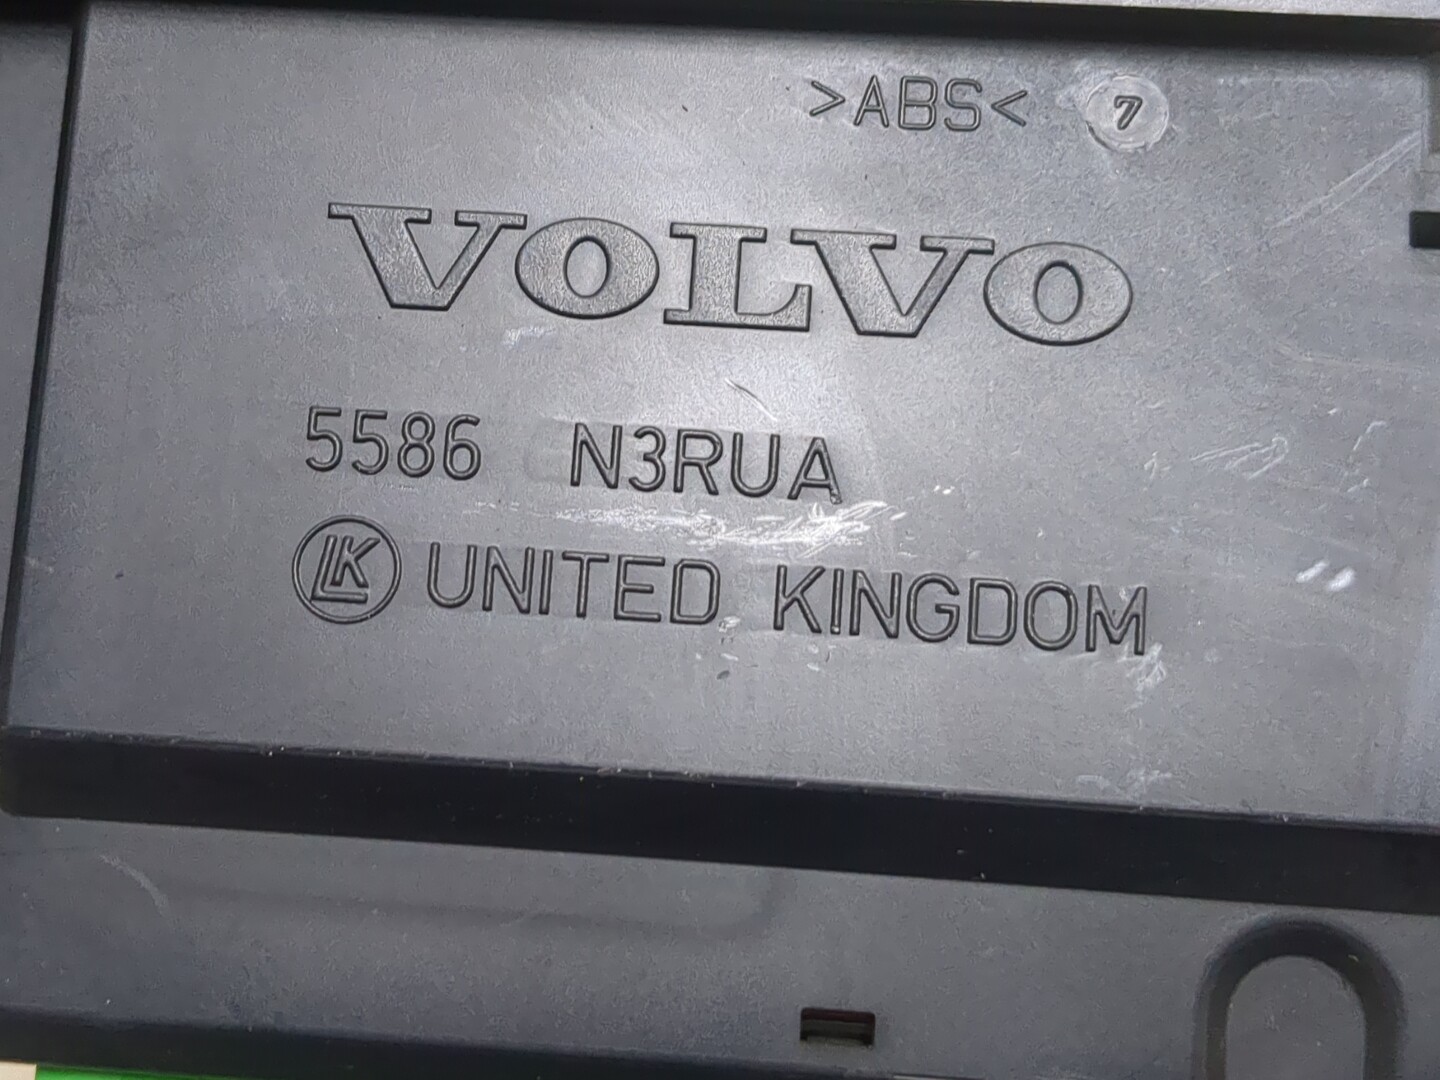 >ABS< 7
VOLVO
5586 N3RUA
LK UNITED KINGDOM